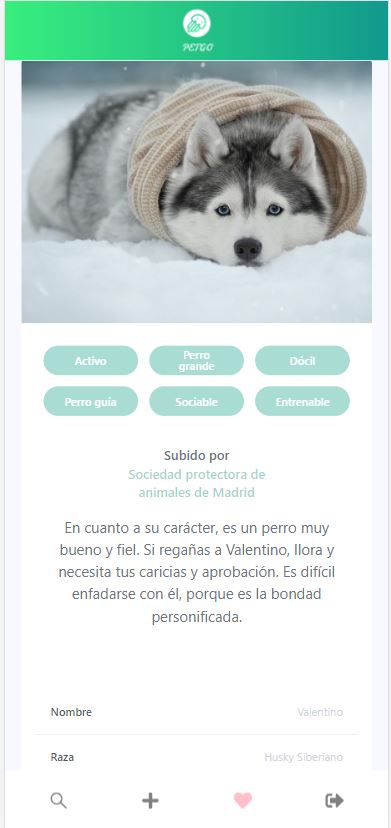 PETGO
Activo
Perro
grande
Dócil
Perro guía
Sociable
Entrenable
Subido por
Sociedad protectora de
animales de Madrid
En cuanto a su carácter, es un perro muy
bueno y fiel. Si regañas a Valentino, llora y
necesita tus caricias y aprobación. Es difícil
enfadarse con él, porque es la bondad
personificada.
Nombre Valentino
Raza Husky Siberiano